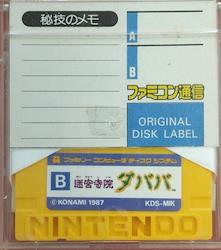 秘技のメモ
A
B
ファミコン通信
ORIGINAL
DISK LABEL
ファミリー コンピュータ ディスク システム
B 迷宮寺院 ダババ
©KONAMI 1987 KDS-MIK
NINTENDO